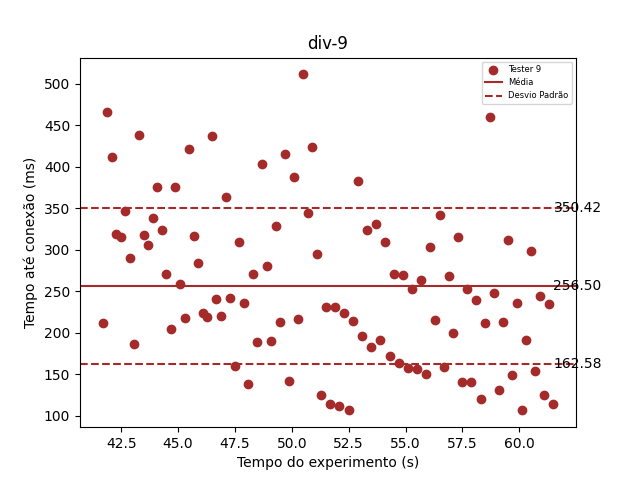 div-9
Tester 9
Média
Desvio Padrão
500
450
400
350
300
250
200
150
100
350.42
256.50
162.58
Tempo até conexão (ms)
42.5 45.0 47.5 50.0 52.5 55.0 57.5 60.0
Tempo do experimento (s)